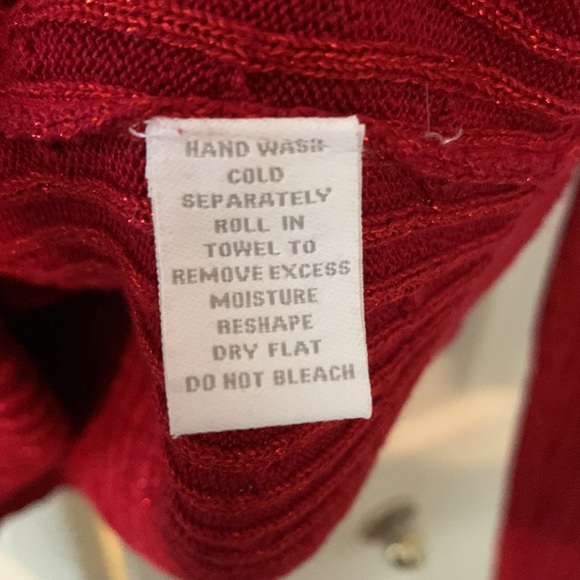 HAND WASH
COLD
SEPARATELY
ROLL IN
TOWEL TO
REMOVE EXCESS
MOISTURE
RESHAPE
DRY FLAT
DO NOT BLEACH